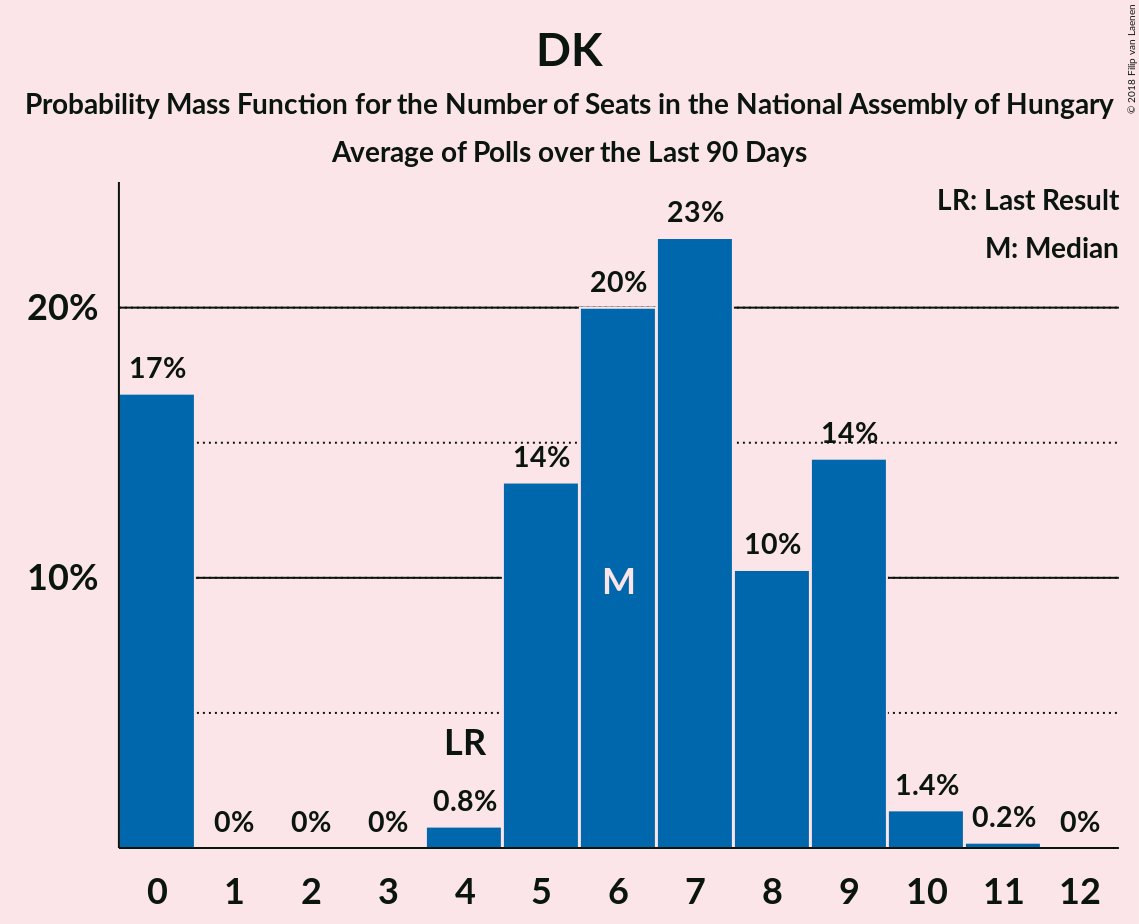 DK
Probability Mass Function for the Number of Seats in the National Assembly of Hungary
Average of Polls over the Last 90 Days
© 2018 Filip van Laenen
LR: Last Result
M: Median
23%
20%
20%
17%
14%
14%
10%
10%
M
LR
0.8%
1.4%
0.2%
0%
0%
0%
0%
0 1 2 3 4 5 6 7 8 9 10 11 12